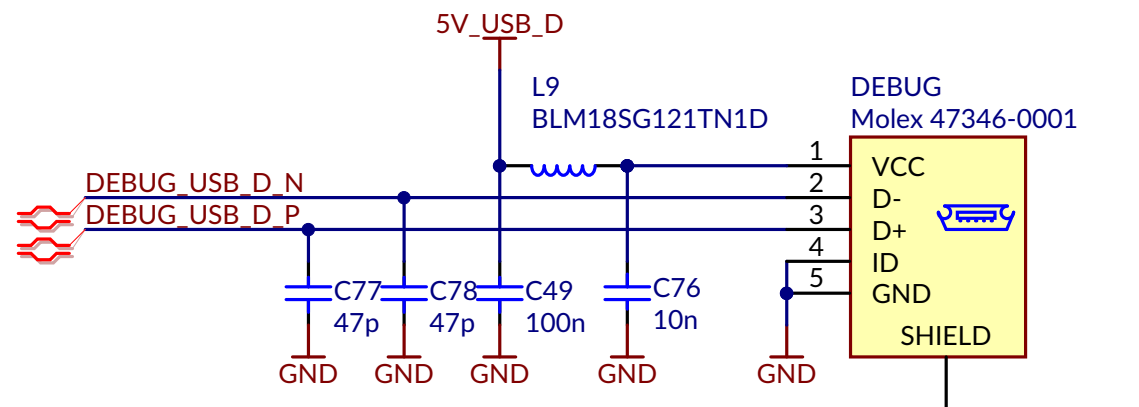 5V_USB_D
L9
BLM18SG121TN1D
DEBUG
Molex 47346-0001
DEBUG_USB_D_N
DEBUG_USB_D_P
1
VCC
2
D-
3
D+
4
ID
5
GND
SHIELD
C77
47p
C78
47p
C49
100n
C76
10n
GND
GND
GND
GND
GND